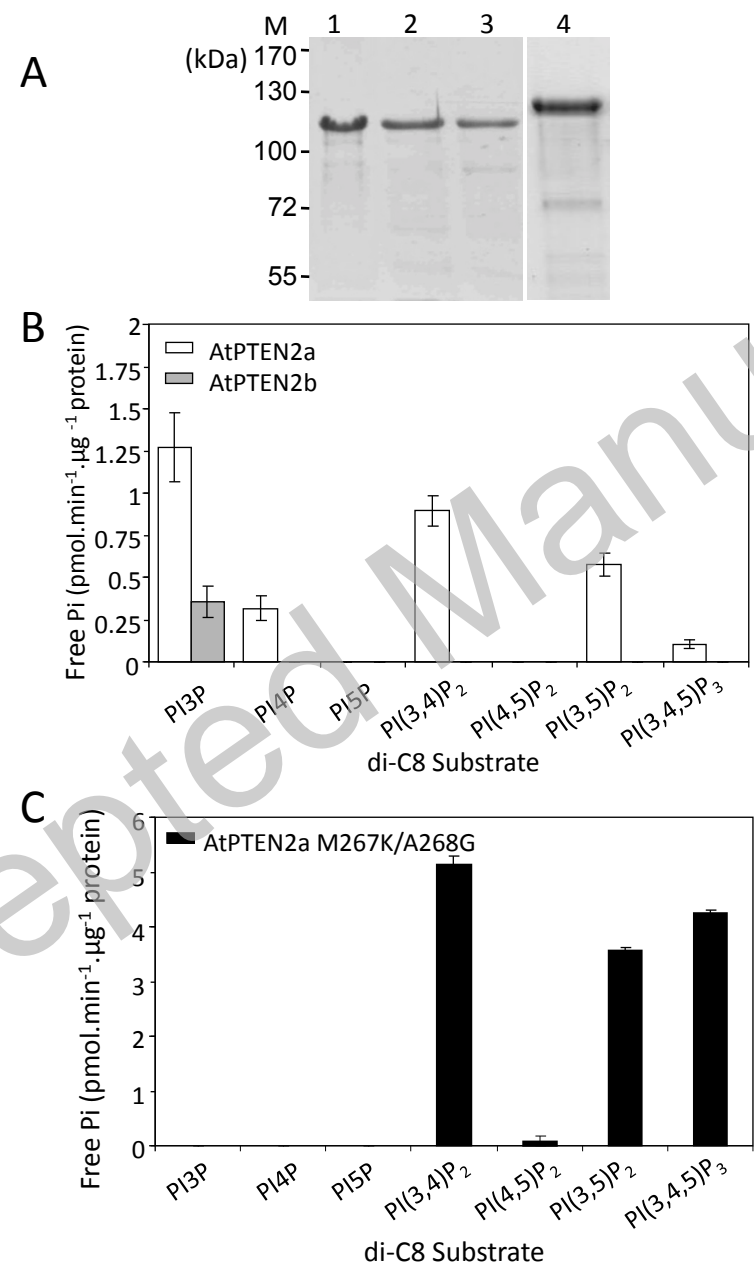 A
M 1 2 3 4
(kDa)
170
130
100
72
55
B
Free Pi (pmol.min-1.µg -1 protein)
2
1.75
1.5
1.25
1
0.75
0.5
0.25
0
AtPTEN2a
AtPTEN2b
PI3P PI4P PI5P PI(3,4)P2 PI(4,5)P2 PI(3,5)P2 PI(3,4,5)P3
di-C8 Substrate
C
Free Pi (pmol.min-1.µg-1 protein)
6
5
4
3
2
1
0
AtPTEN2a M267K/A268G
PI3P PI4P PI5P PI(3,4)P2 PI(4,5)P2 PI(3,5)P2 PI(3,4,5)P3
di-C8 Substrate
epted Manu